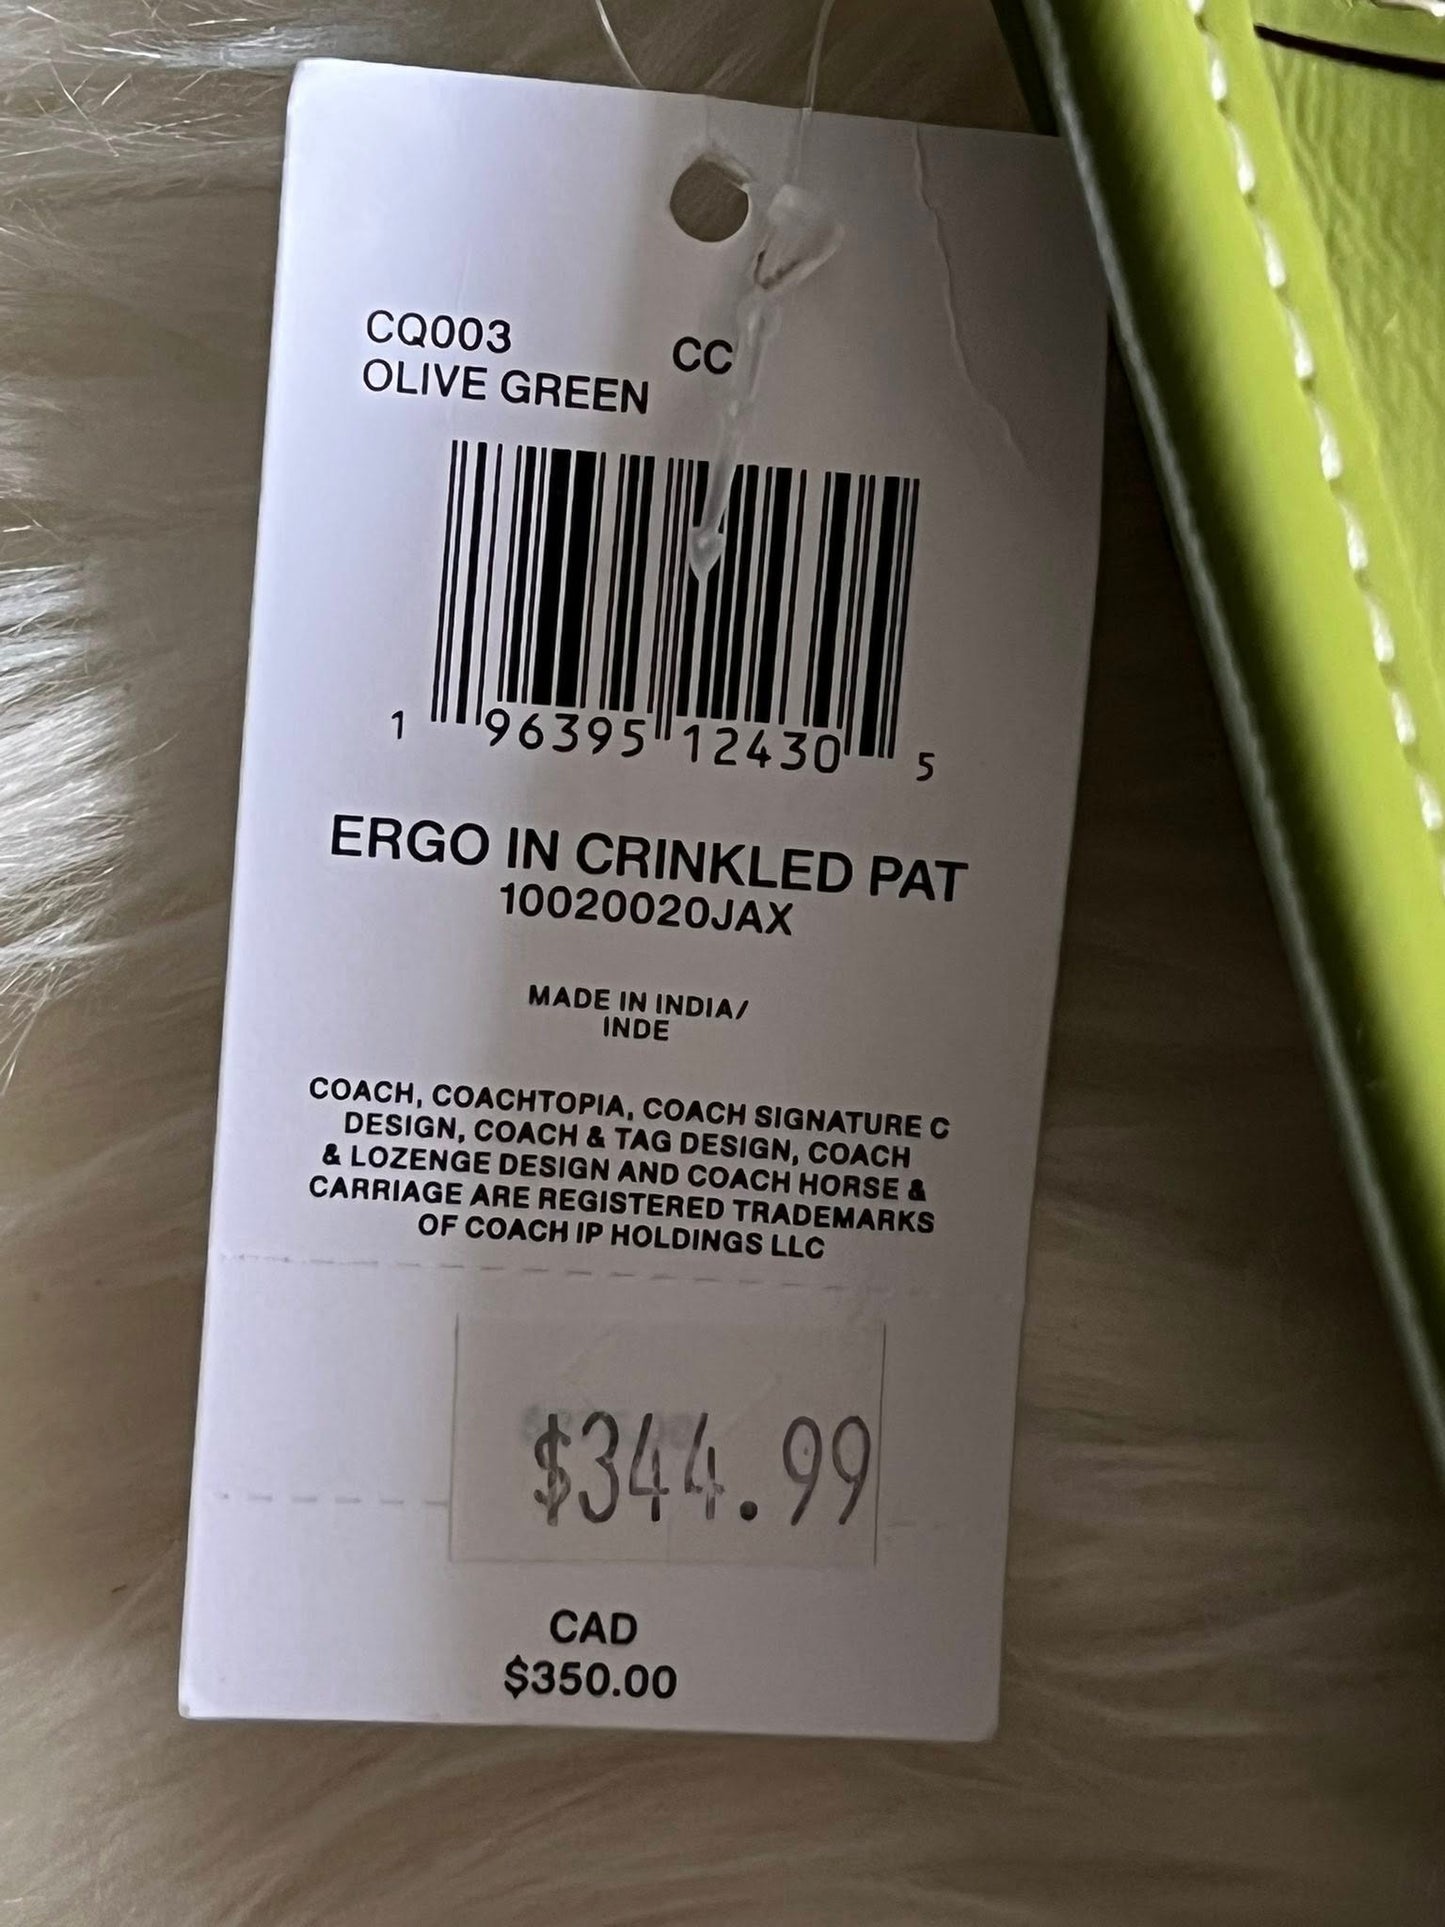 CQ003
CC
OLIVE GREEN
1 96395 12430 5
ERGO IN CRINKLED PAT
10020020JAX
MADE IN INDIA/
INDE
COACH, COACHTOPIA, COACH SIGNATURE C
DESIGN, COACH & TAG DESIGN, COACH
& LOZENGE DESIGN AND COACH HORSE &
CARRIAGE ARE REGISTERED TRADEMARKS
OF COACH IP HOLDINGS LLC
$344.99
CAD
$350.00